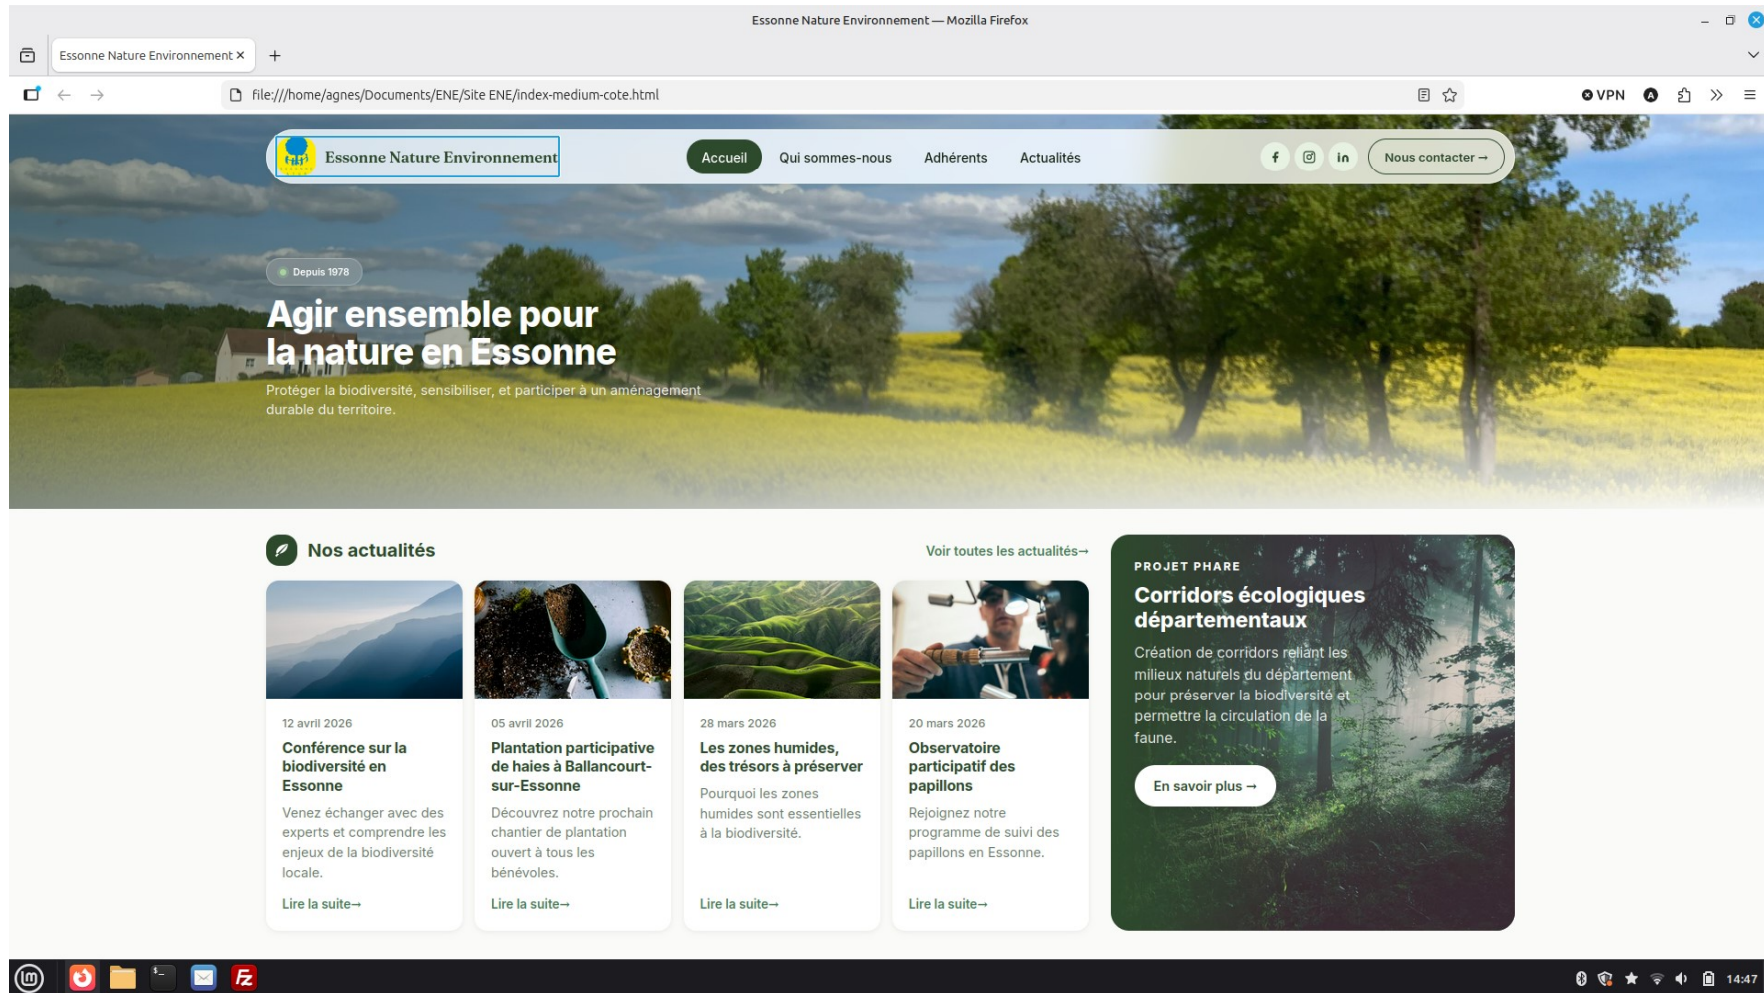 Essonne Nature Environnement — Mozilla Firefox
Essonne Nature Environnement
file:///home/agnes/Documents/ENE/Site ENE/index-medium-cote.html
VPN
A
Essonne Nature Environnement
Accueil
Qui sommes-nous
Adhérents
Actualités
f
in
Nous contacter →
Depuis 1978
Agir ensemble pour
la nature en Essonne
Protéger la biodiversité, sensibiliser, et participer à un aménagement
durable du territoire.
Nos actualités
Voir toutes les actualités→
12 avril 2026
Conférence sur la
biodiversité en
Essonne
Venez échanger avec des
experts et comprendre les
enjeux de la biodiversité
locale.
Lire la suite→
05 avril 2026
Plantation participative
de haies à Ballancourt-
sur-Essonne
Découvrez notre prochain
chantier de plantation
ouvert à tous les
bénévoles.
Lire la suite→
28 mars 2026
Les zones humides,
des trésors à préserver
Pourquoi les zones
humides sont essentielles
à la biodiversité.
Lire la suite→
20 mars 2026
Observatoire
participatif des
papillons
Rejoignez notre
programme de suivi des
papillons en Essonne.
Lire la suite→
PROJET PHARE
Corridors écologiques
départementaux
Création de corridors reliant les
milieux naturels du département
pour préserver la biodiversité et
permettre la circulation de la
faune.
En savoir plus →
lm
$_
Fz
14:47